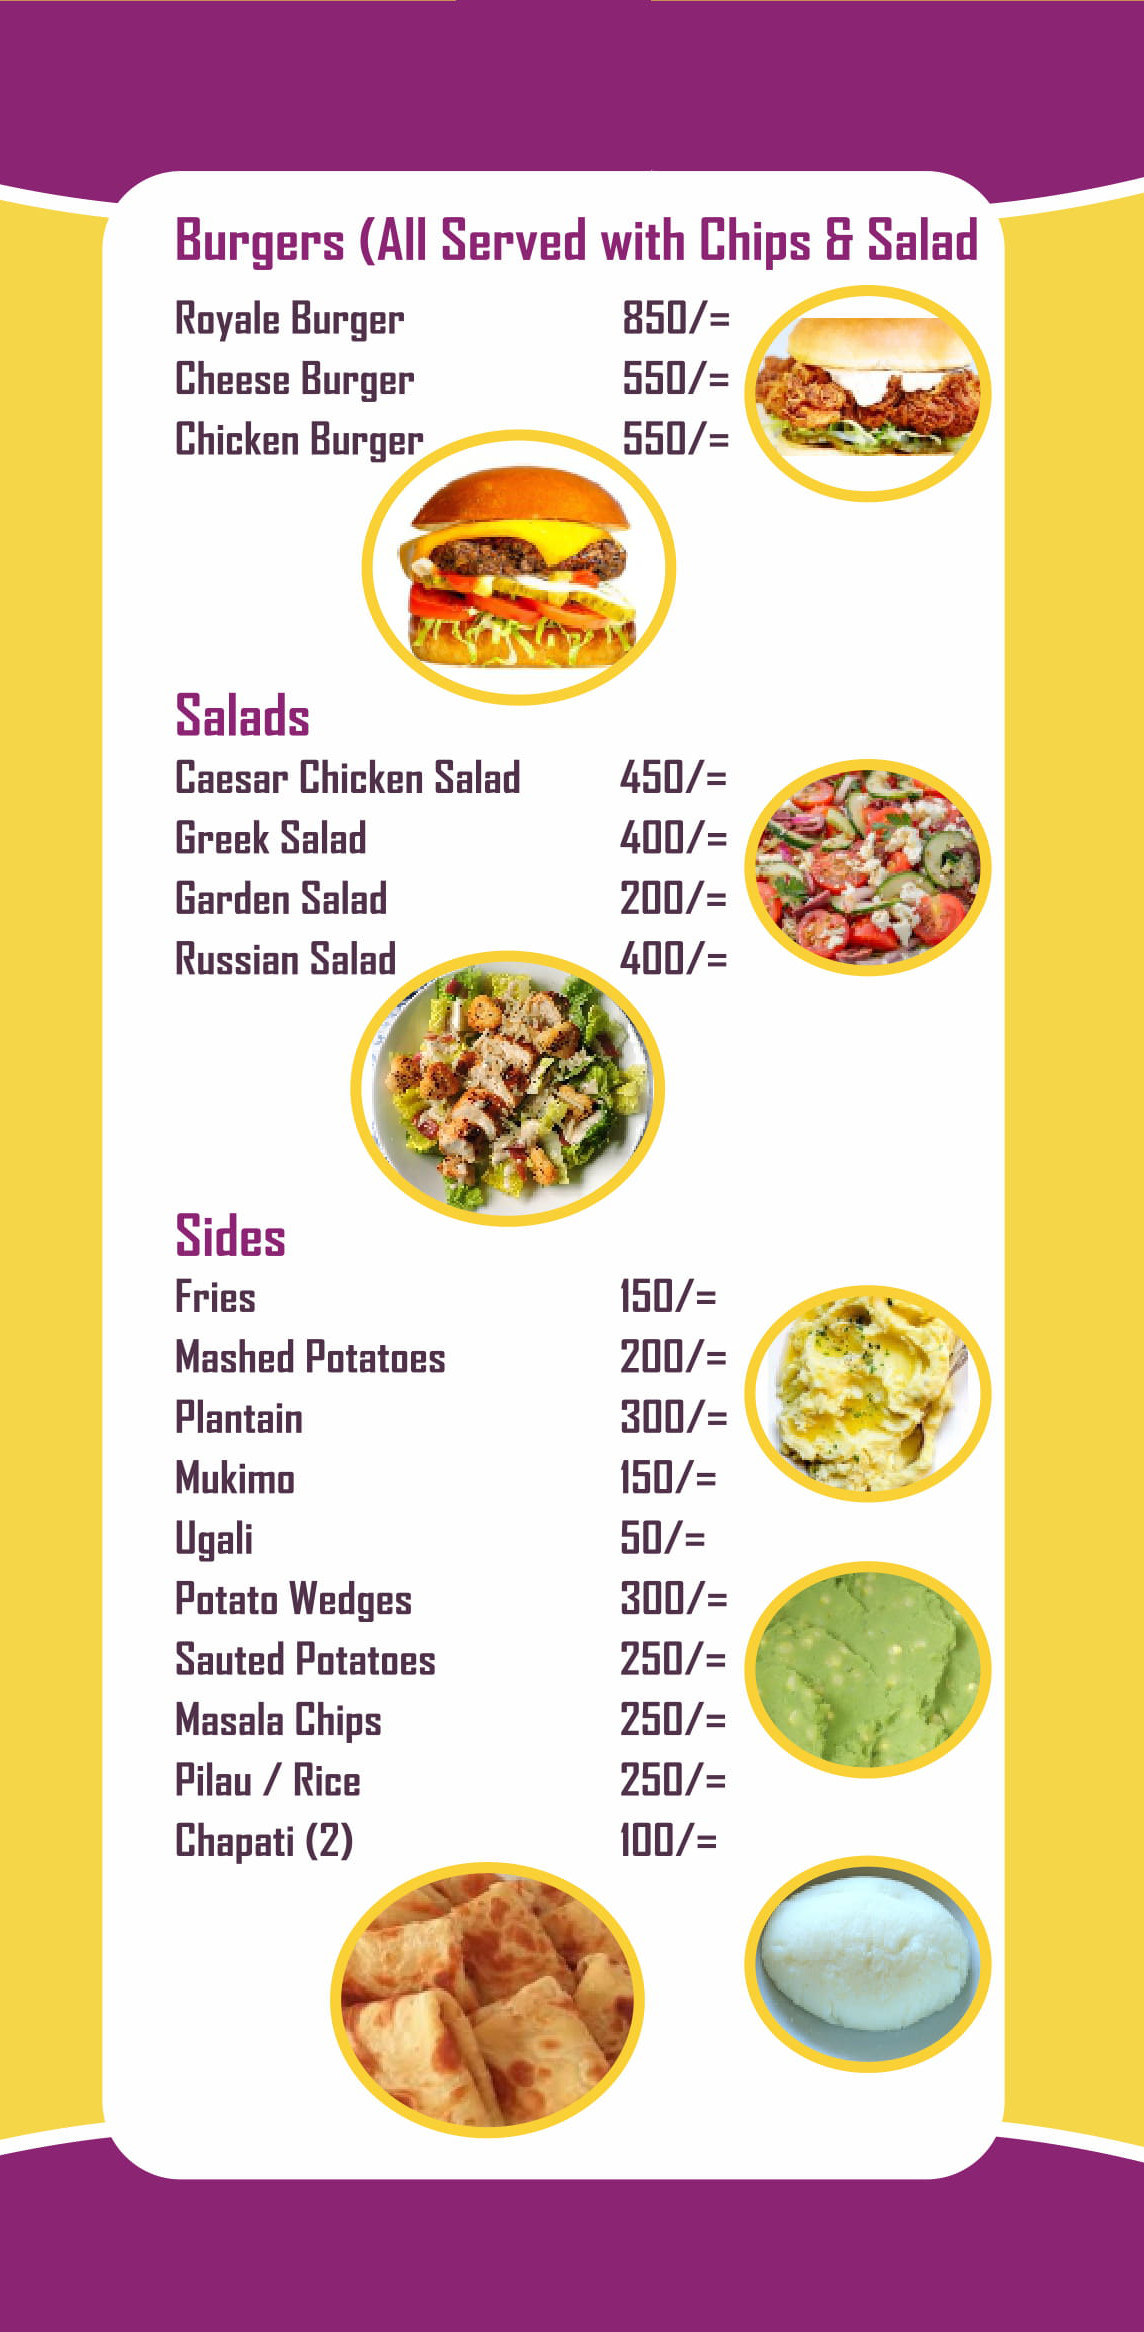 Burgers (All Served with Chips & Salad
Royale Burger 850/=
Cheese Burger 550/=
Chicken Burger 550/=
Salads
Caesar Chicken Salad 450/=
Greek Salad 400/=
Garden Salad 200/=
Russian Salad 400/=
Sides
Fries 150/=
Mashed Potatoes 200/=
Plantain 300/=
Mukimo 150/=
Ugali 50/=
Potato Wedges 300/=
Sauted Potatoes 250/=
Masala Chips 250/=
Pilau / Rice 250/=
Chapati (2) 100/=